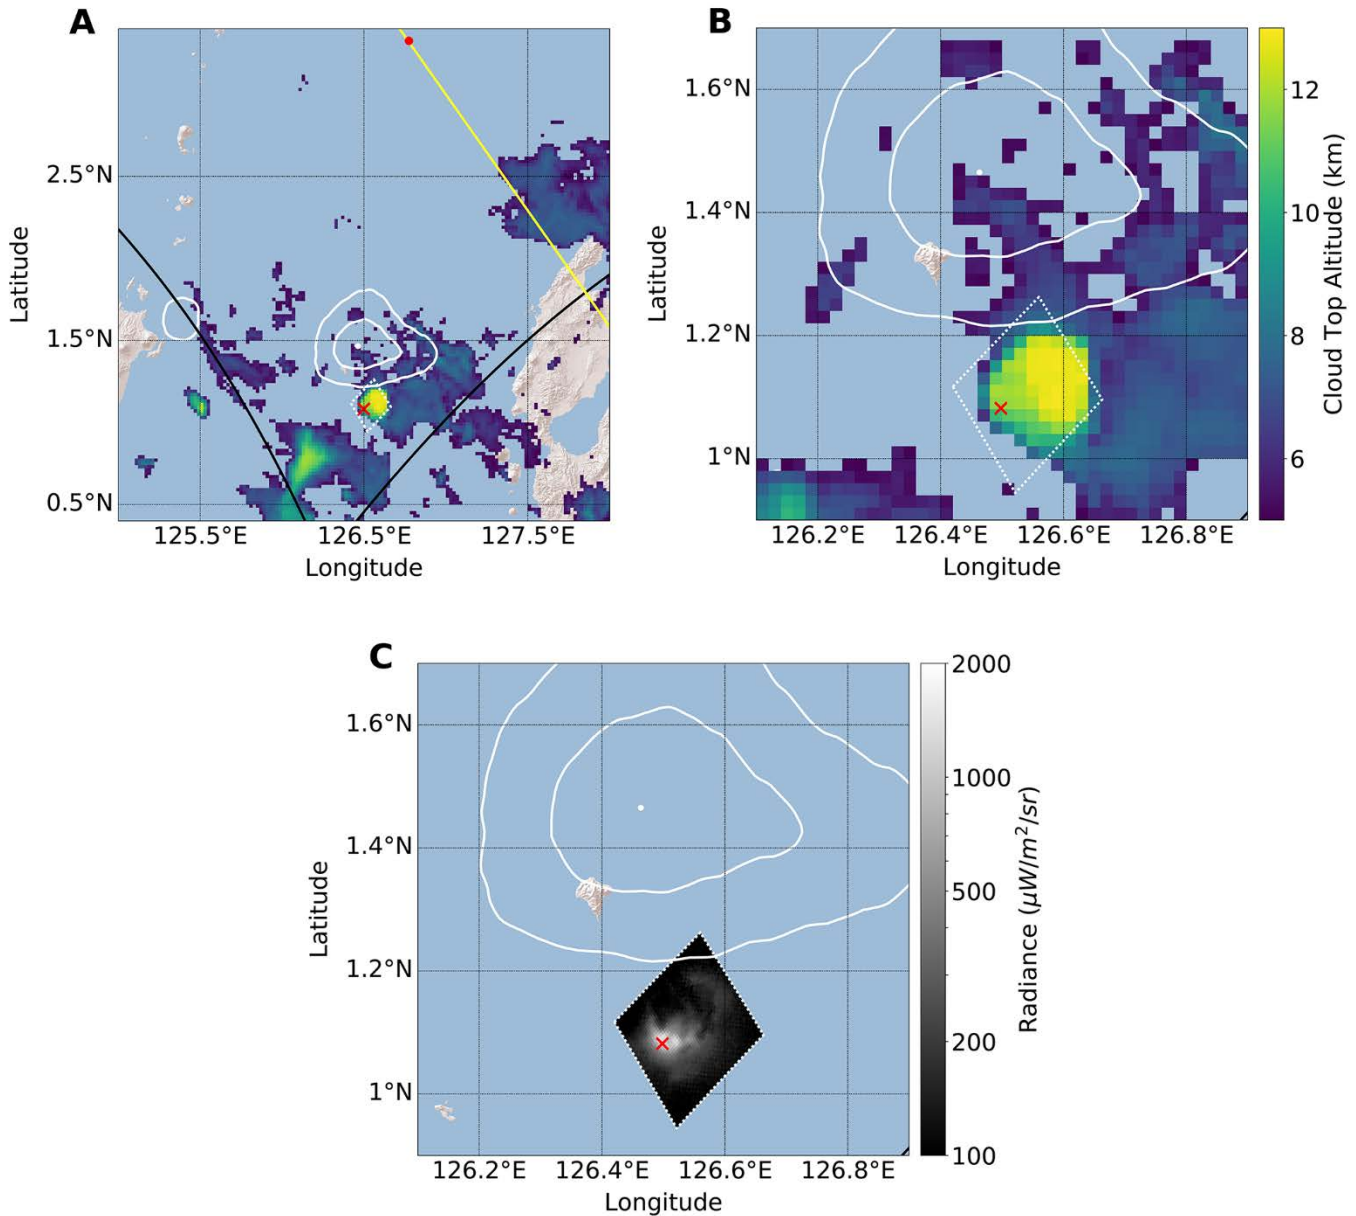 A
2.5°N
1.5°N
0.5°N
Latitude
125.5°E
126.5°E
127.5°E
Longitude
B
1.6°N
1.4°N
1.2°N
1°N
Latitude
126.2°E
126.4°E
126.6°E
126.8°E
Longitude
12
10
8
6
Cloud Top Altitude (km)
C
1.6°N
1.4°N
1.2°N
1°N
Latitude
126.2°E
126.4°E
126.6°E
126.8°E
Longitude
2000
1000
500
200
100
Radiance (μW/m²/sr)